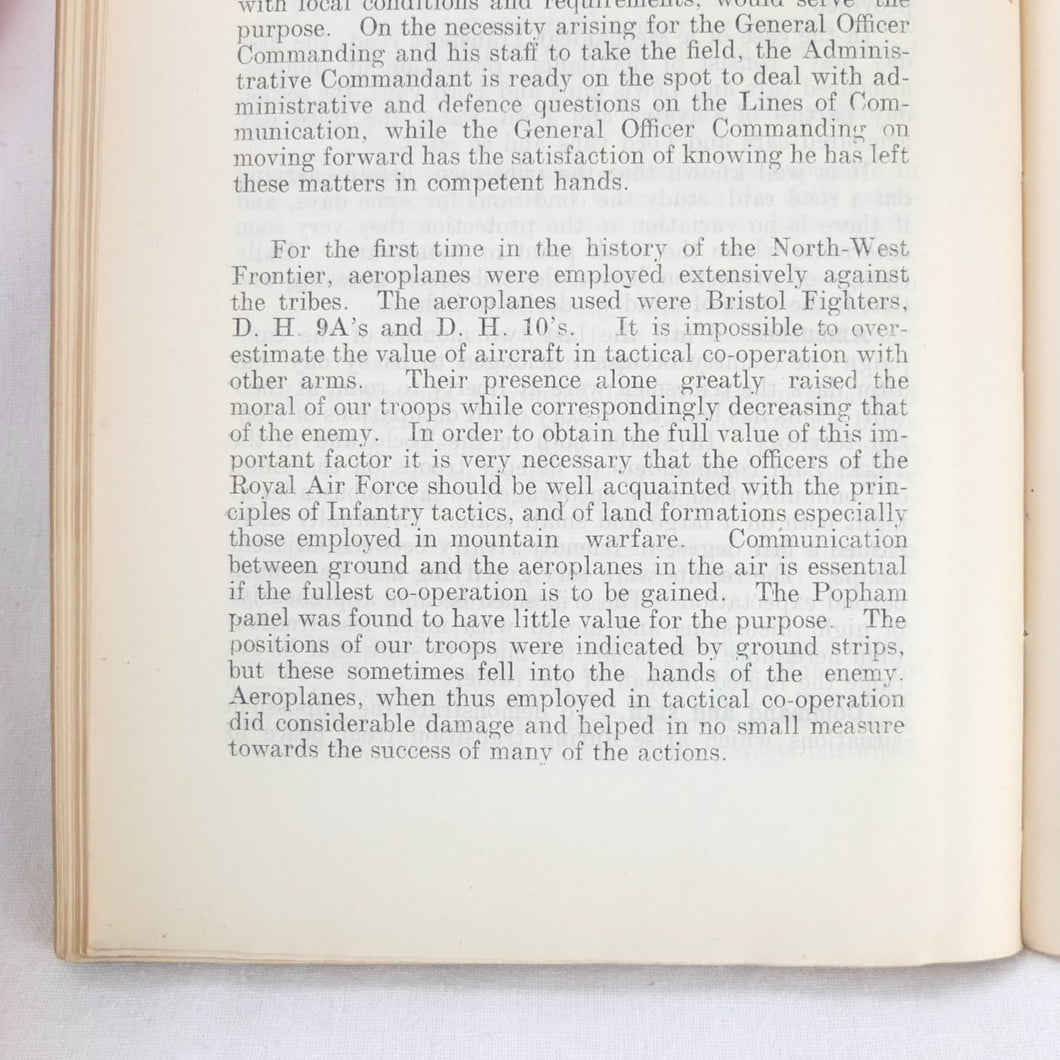 with local conditions and requirements, would serve the
purpose. On the necessity arising for the General Officer
Commanding and his staff to take the field, the Adminis-
trative Commandant is ready on the spot to deal with ad-
ministrative and defence questions on the Lines of Com-
munication, while the General Officer Commanding on
moving forward has the satisfaction of knowing he has left
these matters in competent hands.
For the first time in the history of the North-West
Frontier, aeroplanes were employed extensively against
the tribes. The aeroplanes used were Bristol Fighters,
D. H. 9A's and D. H. 10's. It is impossible to over-
estimate the value of aircraft in tactical co-operation with
other arms. Their presence alone greatly raised the
moral of our troops while correspondingly decreasing that
of the enemy. In order to obtain the full value of this im-
portant factor it is very necessary that the officers of the
Royal Air Force should be well acquainted with the prin-
ciples of Infantry tactics, and of land formations especially
those employed in mountain warfare. Communication
between ground and the aeroplanes in the air is essential
if the fullest co-operation is to be gained. The Popham
panel was found to have little value for the purpose. The
positions of our troops were indicated by ground strips,
but these sometimes fell into the hands of the enemy.
Aeroplanes, when thus employed in tactical co-operation
did considerable damage and helped in no small measure
towards the success of many of the actions.